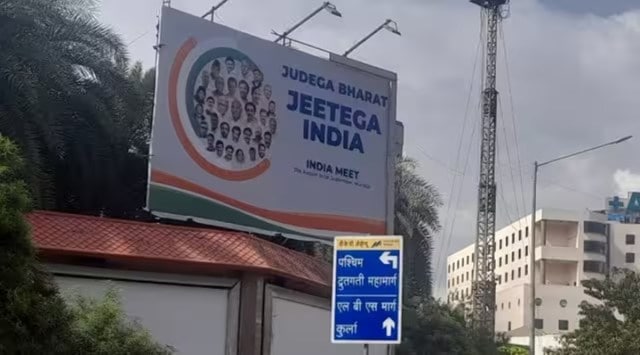 JUDEGA BHARAT
JEETEGA
INDIA
INDIA MEET
पश्चिम
द्रुतगती महामार्ग
एल बी एस मार्ग
कुर्ला